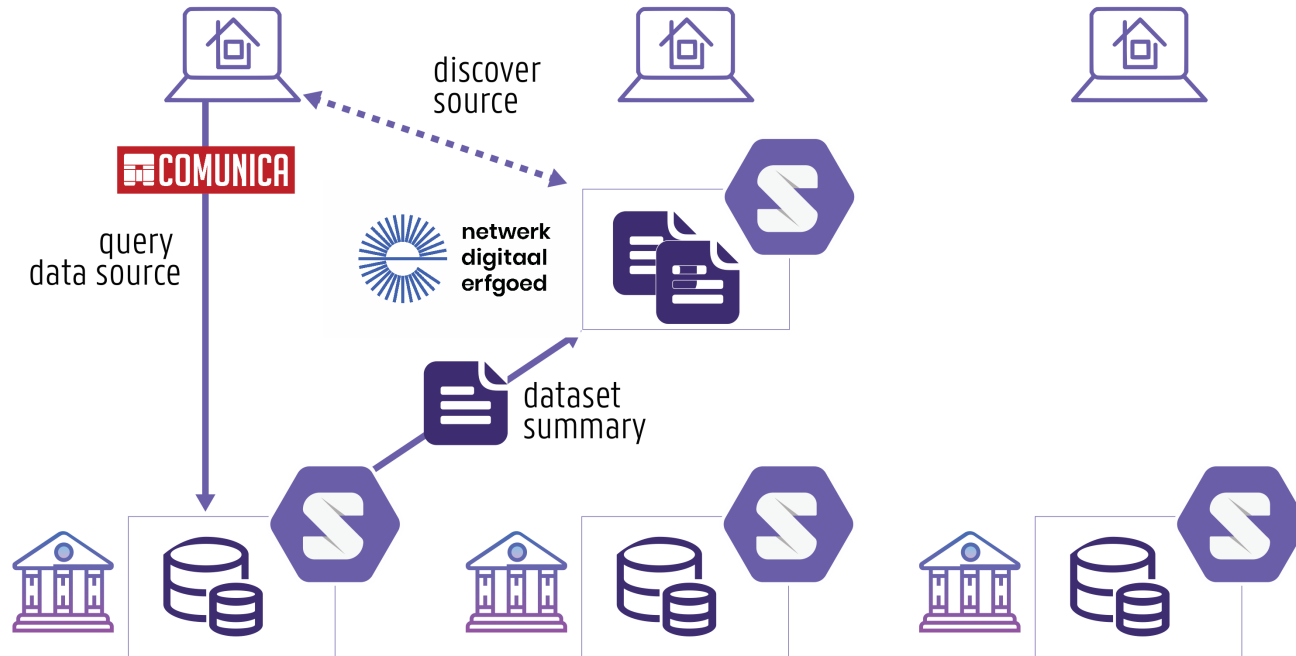 discover
source
COMUNICA
query
data source
netwerk
digitaal
erfgoed
dataset
summary